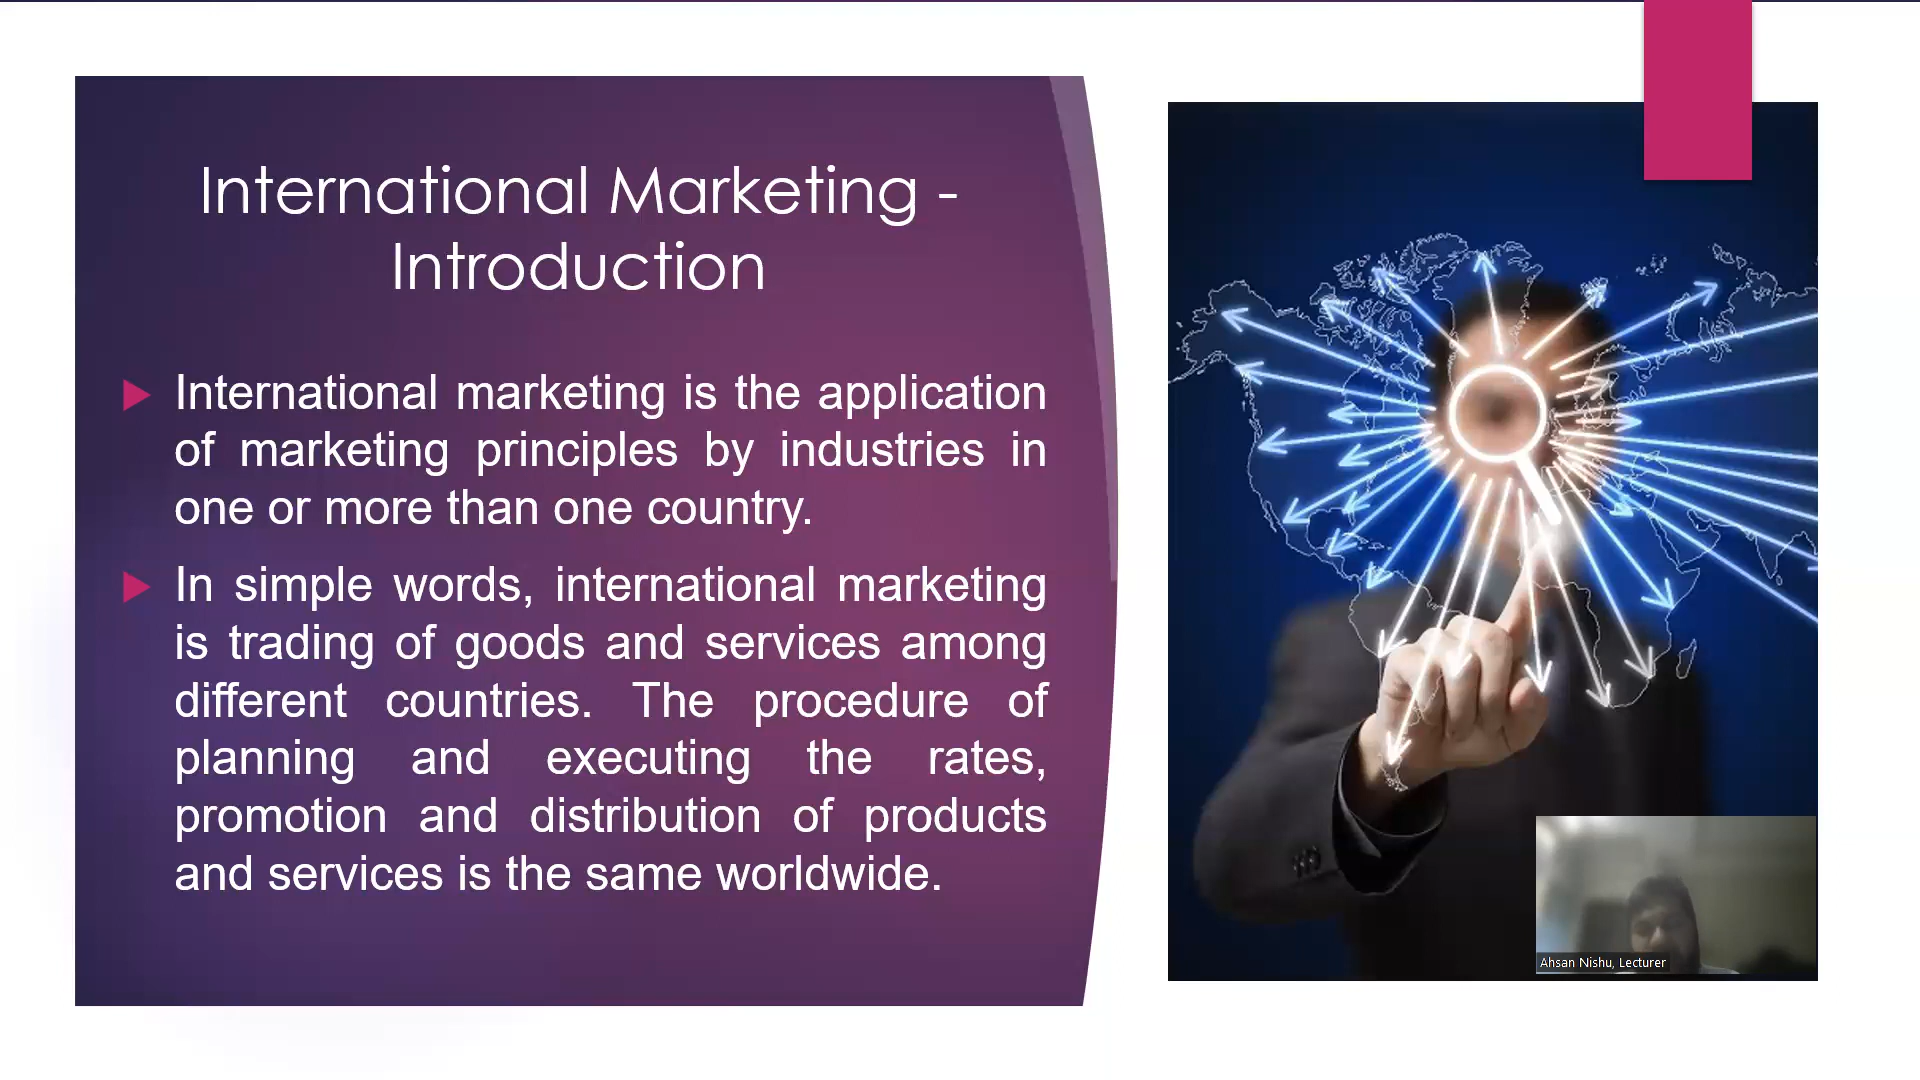 International Marketing -
Introduction
International marketing is the application
of marketing principles by industries in
one or more than one country.
In simple words, international marketing
is trading of goods and services among
different countries. The procedure of
planning and executing the rates,
promotion and distribution of products
and services is the same worldwide.
Ahsan Nishu, Lecturer